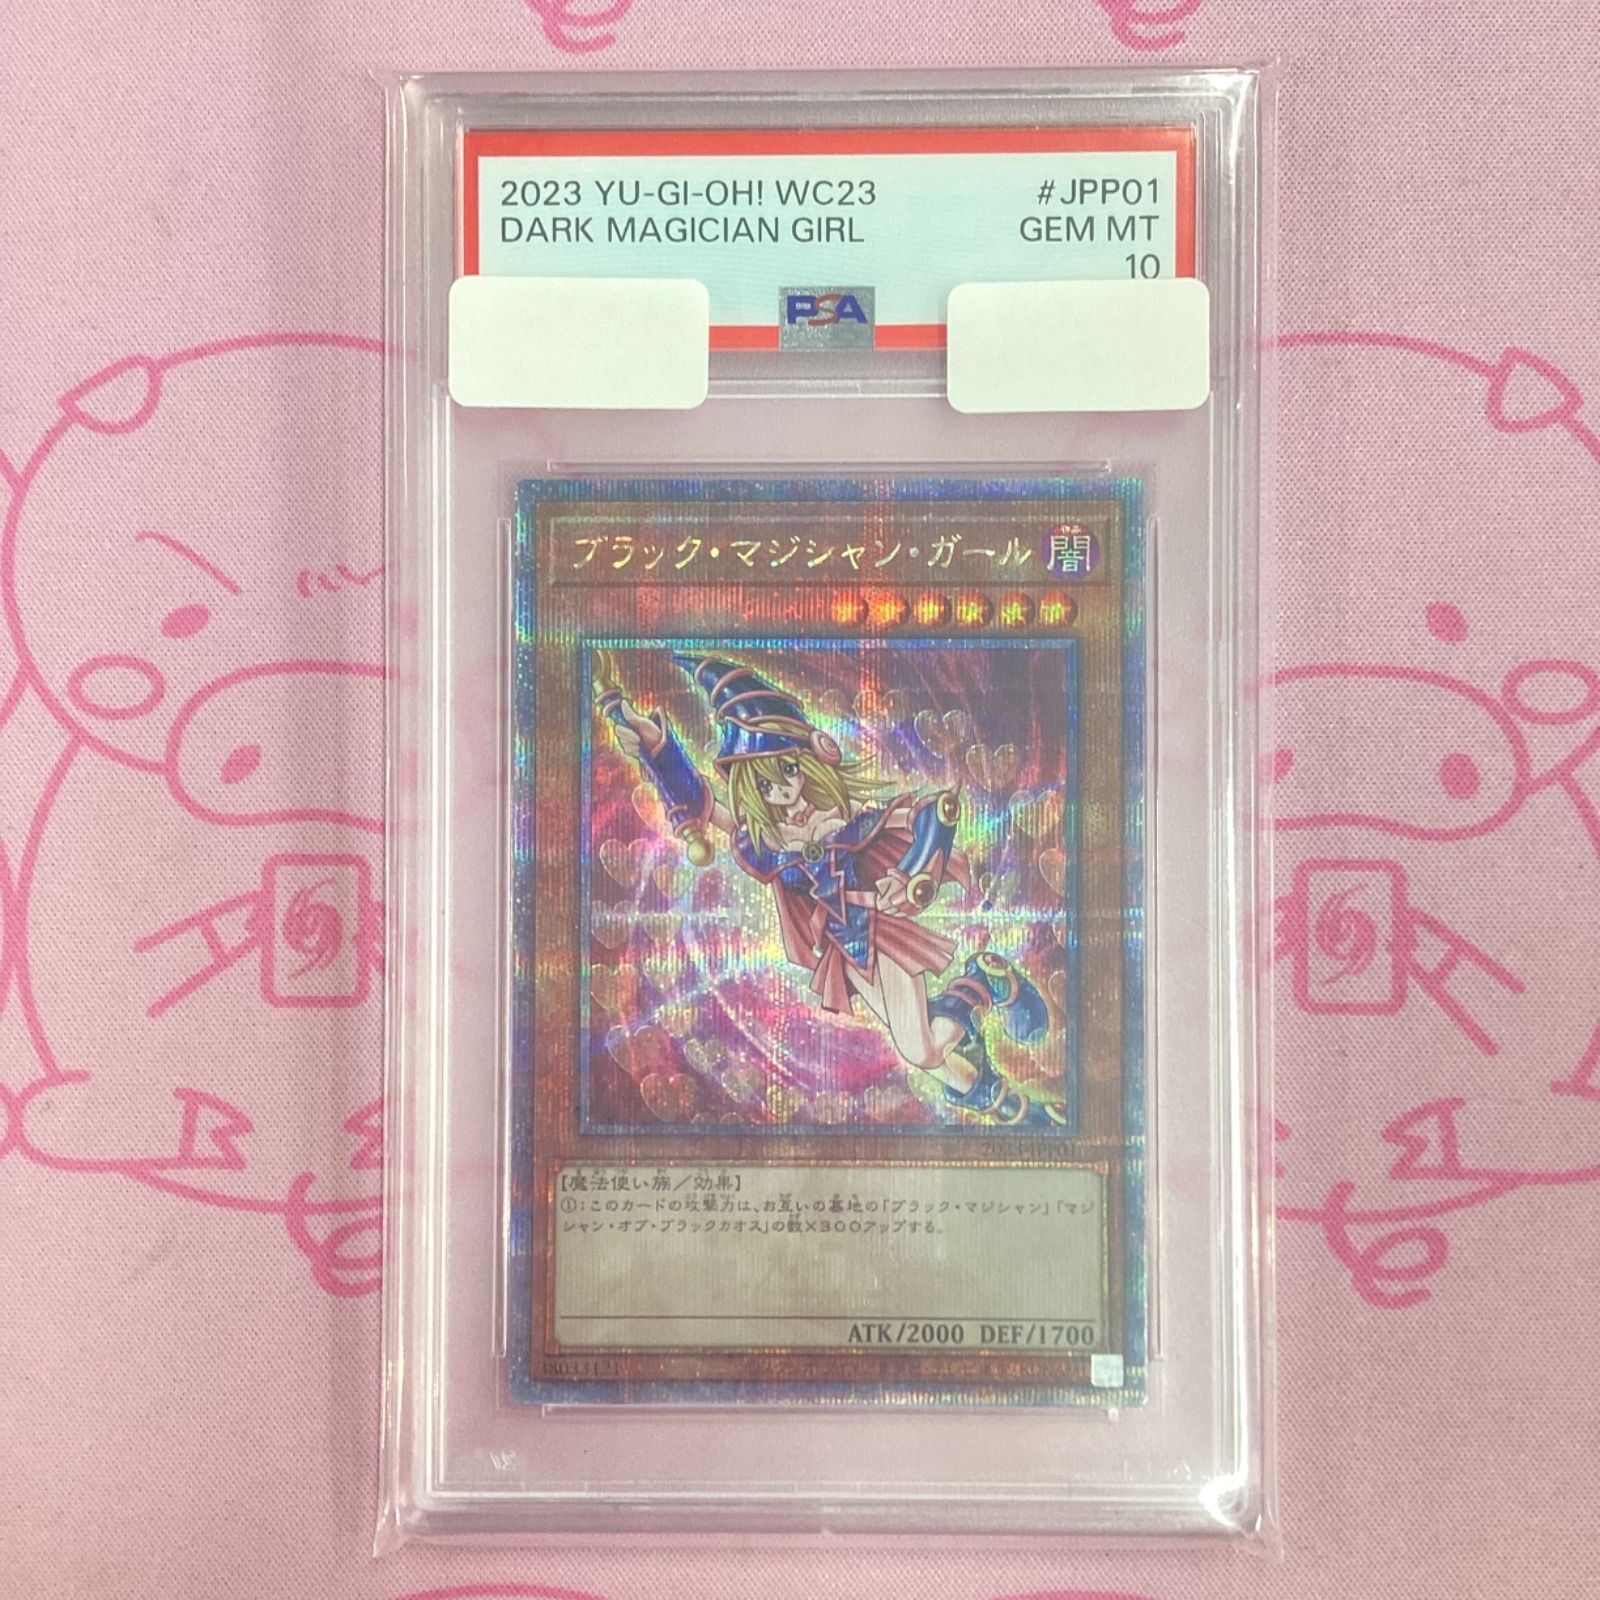 2023 YU-GI-OH! WC23 #JPP01
DARK MAGICIAN GIRL GEM MT
10
PSA
ブラック・マジシャン・ガール 闇
【魔法使い族／効果】
①：このカードの攻撃力は、お互いの墓地の「ブラック・マジシャン」「マジ
シャン・オブ・ブラックカオス」の数×３００アップする。
ATK/2000 DEF/1700
38033121